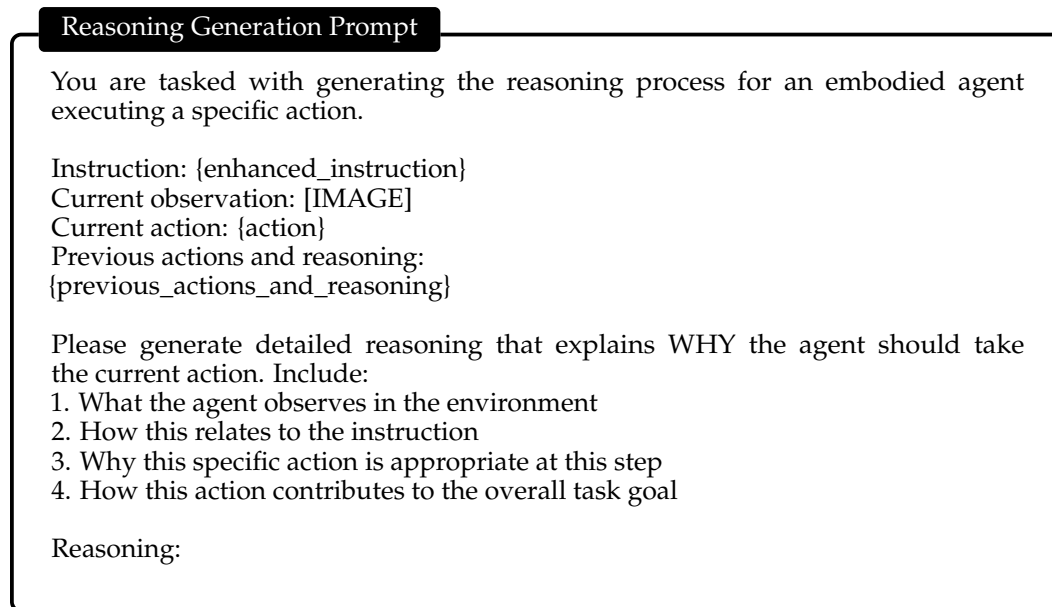 Reasoning Generation Prompt
You are tasked with generating the reasoning process for an embodied agent
executing a specific action.
Instruction: {enhanced_instruction}
Current observation: [IMAGE]
Current action: {action}
Previous actions and reasoning:
{previous_actions_and_reasoning}
Please generate detailed reasoning that explains WHY the agent should take
the current action. Include:
1. What the agent observes in the environment
2. How this relates to the instruction
3. Why this specific action is appropriate at this step
4. How this action contributes to the overall task goal
Reasoning: